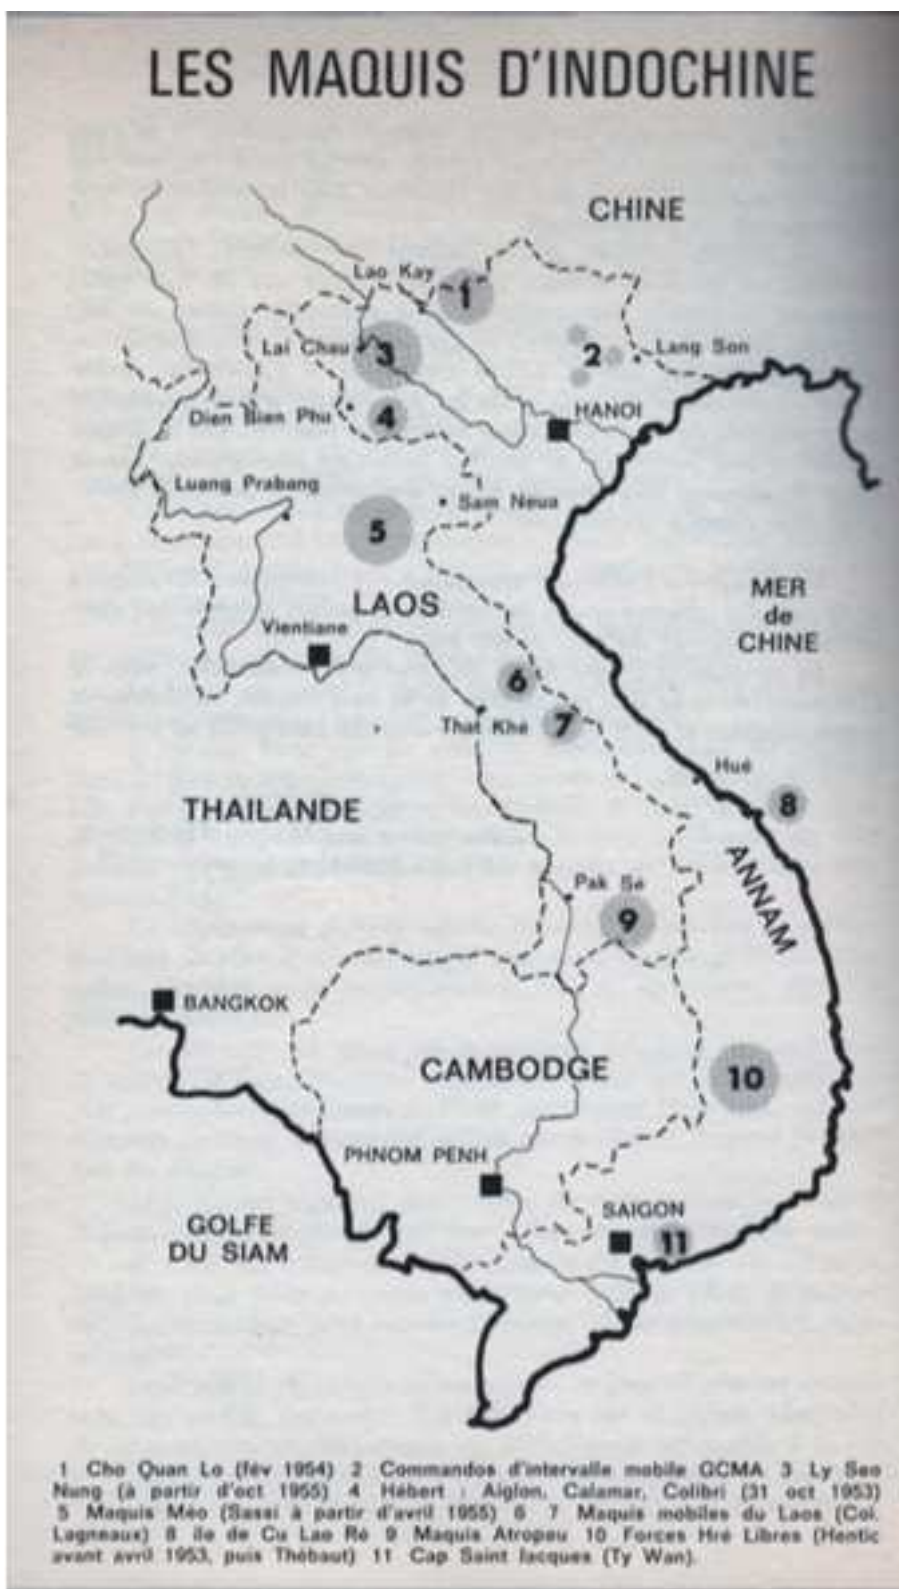 LES MAQUIS D'INDOCHINE
CHINE
Lao Kay
1
Lai Chau
3
2
Lang Son
Dien Bien Phu
4
HANOI
Luang Prabang
Sam Neua
5
MER
de
CHINE
LAOS
Vientiane
6
That Khé
7
Hué
8
THAILANDE
ANNAM
Pak Se
9
BANGKOK
CAMBODGE
10
PHNOM PENH
SAIGON
11
GOLFE
DU SIAM
1 Cho Quan Lo (fév 1954) 2 Commandos d'intervalle mobile GCMA 3 Ly Seo
Nung (à partir d'oct 1955) 4 Hébert : Aiglon, Calamar, Colibri (31 oct 1953)
5 Maquis Méo (Sassi à partir d'avril 1955) 6 7 Maquis mobiles du Laos (Col.
Lagneaux) 8 ile de Cu Lao Ré 9 Maquis Atropeu 10 Forces Hré Libres (Hentic
avant avril 1953, puis Thébaut) 11 Cap Saint Jacques (Ty Wan).